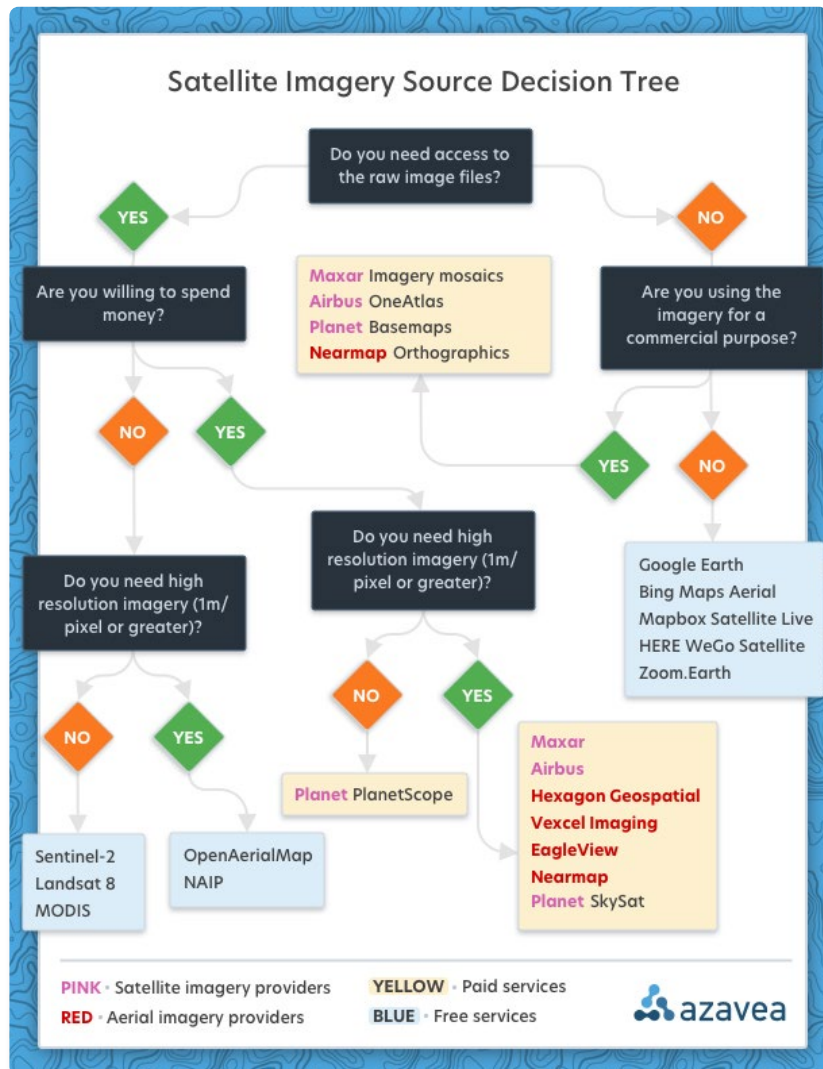 Satellite Imagery Source Decision Tree
Do you need access to
the raw image files?
YES
NO
Are you willing to spend
money?
Maxar Imagery mosaics
Airbus OneAtlas
Planet Basemaps
Nearmap Orthographics
Are you using the
imagery for a
commercial purpose?
NO
YES
YES
NO
Do you need high
resolution imagery (1m/
pixel or greater)?
Do you need high
resolution imagery (1m/
pixel or greater)?
Google Earth
Bing Maps Aerial
Mapbox Satellite Live
HERE WeGo Satellite
Zoom.Earth
NO
YES
NO
YES
Planet PlanetScope
Maxar
Airbus
Hexagon Geospatial
Vexcel Imaging
EagleView
Nearmap
Planet SkySat
Sentinel-2
Landsat 8
MODIS
OpenAerialMap
NAIP
PINK · Satellite imagery providers
RED · Aerial imagery providers
YELLOW · Paid services
BLUE · Free services
azavea